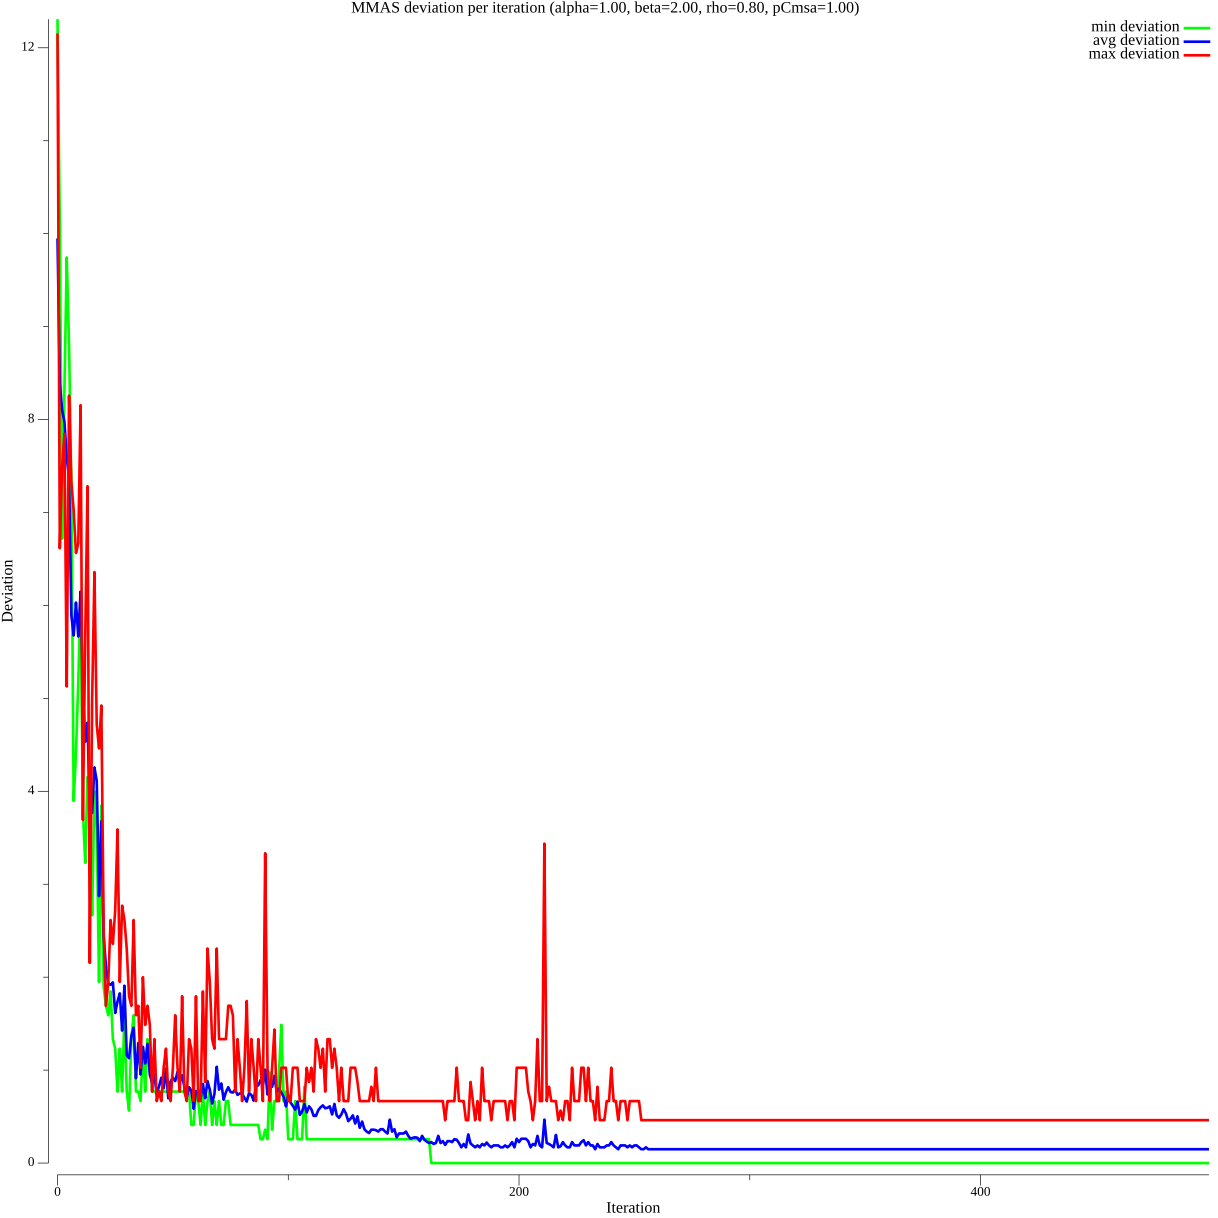 MMAS deviation per iteration (alpha=1.00, beta=2.00, rho=0.80, pCmsa=1.00)
min deviation
avg deviation
max deviation
12
8
4
0
Deviation
0 200 400
Iteration